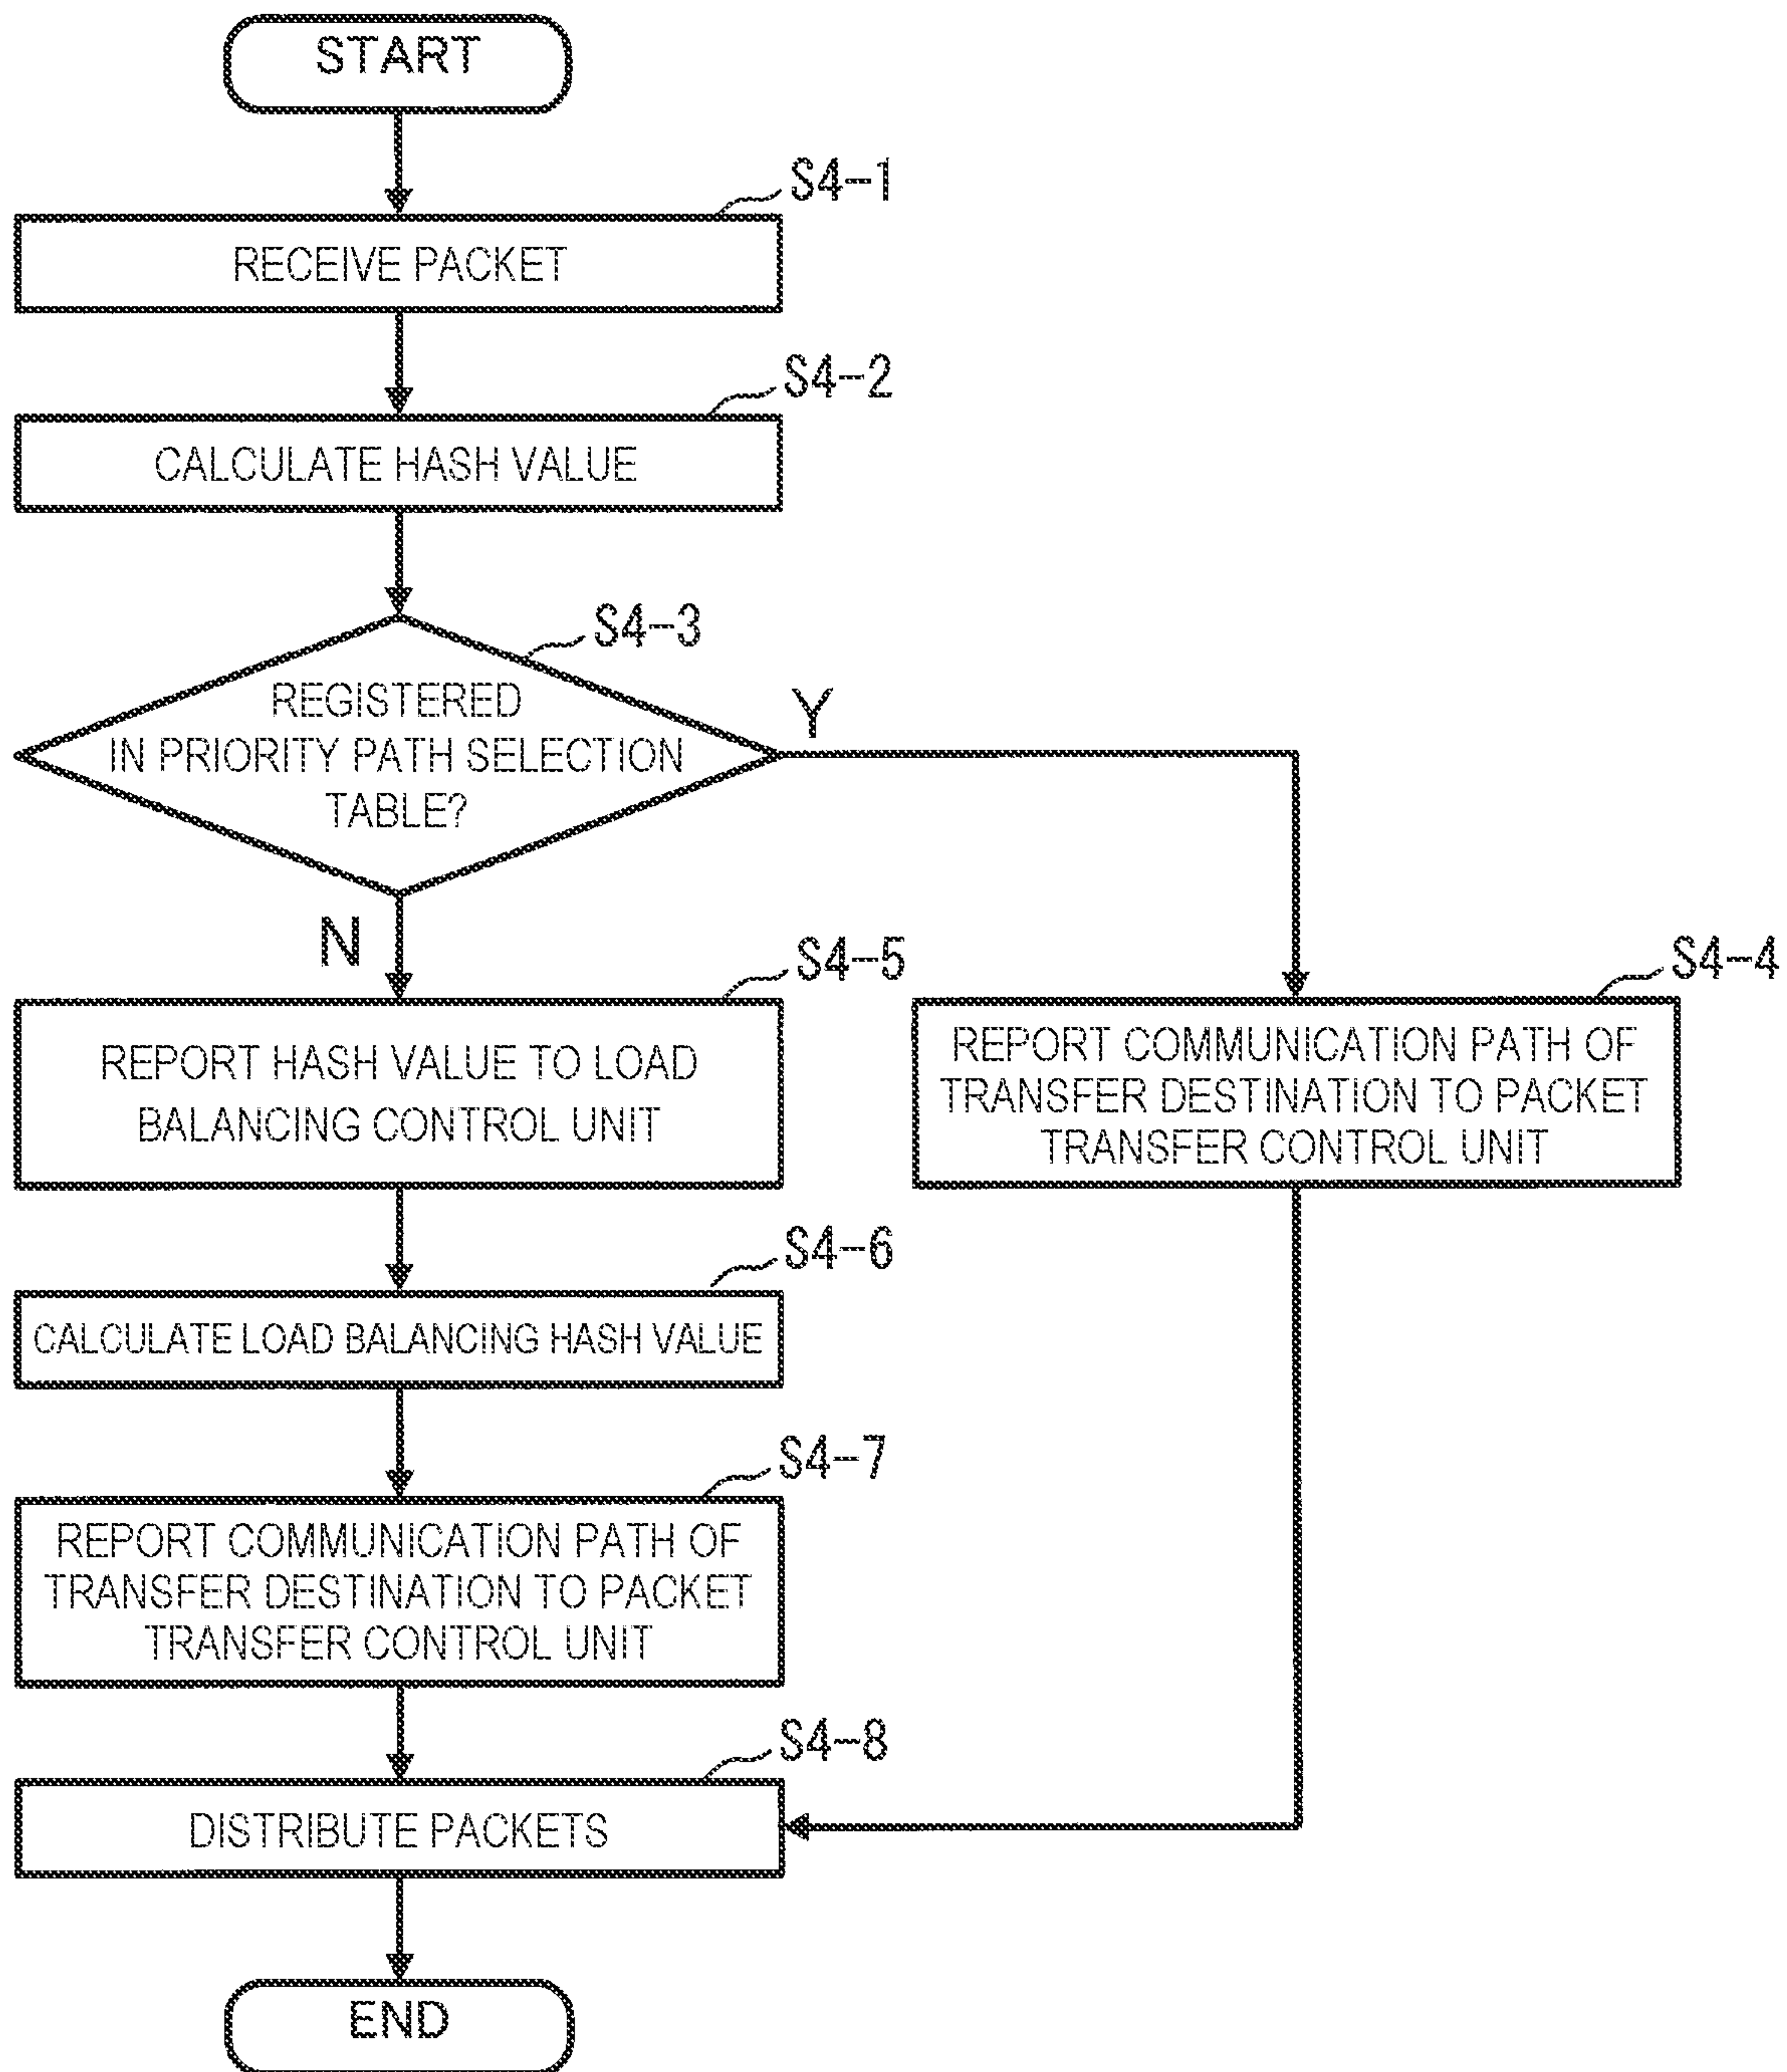 START
S4-1
RECEIVE PACKET
S4-2
CALCULATE HASH VALUE
S4-3
REGISTERED
IN PRIORITY PATH SELECTION
TABLE?
Y
N
S4-5
REPORT HASH VALUE TO LOAD
BALANCING CONTROL UNIT
S4-4
REPORT COMMUNICATION PATH OF
TRANSFER DESTINATION TO PACKET
TRANSFER CONTROL UNIT
S4-6
CALCULATE LOAD BALANCING HASH VALUE
S4-7
REPORT COMMUNICATION PATH OF
TRANSFER DESTINATION TO PACKET
TRANSFER CONTROL UNIT
S4-8
DISTRIBUTE PACKETS
END